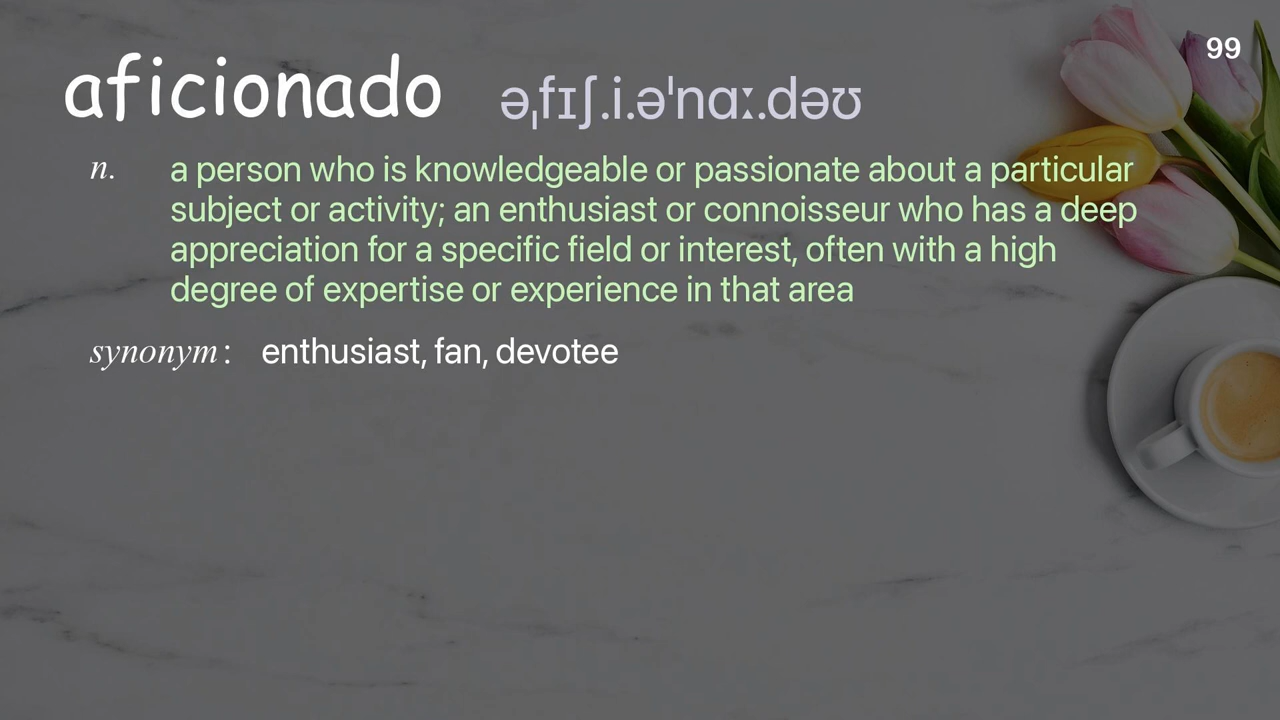 99
aficionado əˌfɪʃ.i.əˈnɑː.dəʊ
n. a person who is knowledgeable or passionate about a particular
subject or activity; an enthusiast or connoisseur who has a deep
appreciation for a specific field or interest, often with a high
degree of expertise or experience in that area
synonym: enthusiast, fan, devotee